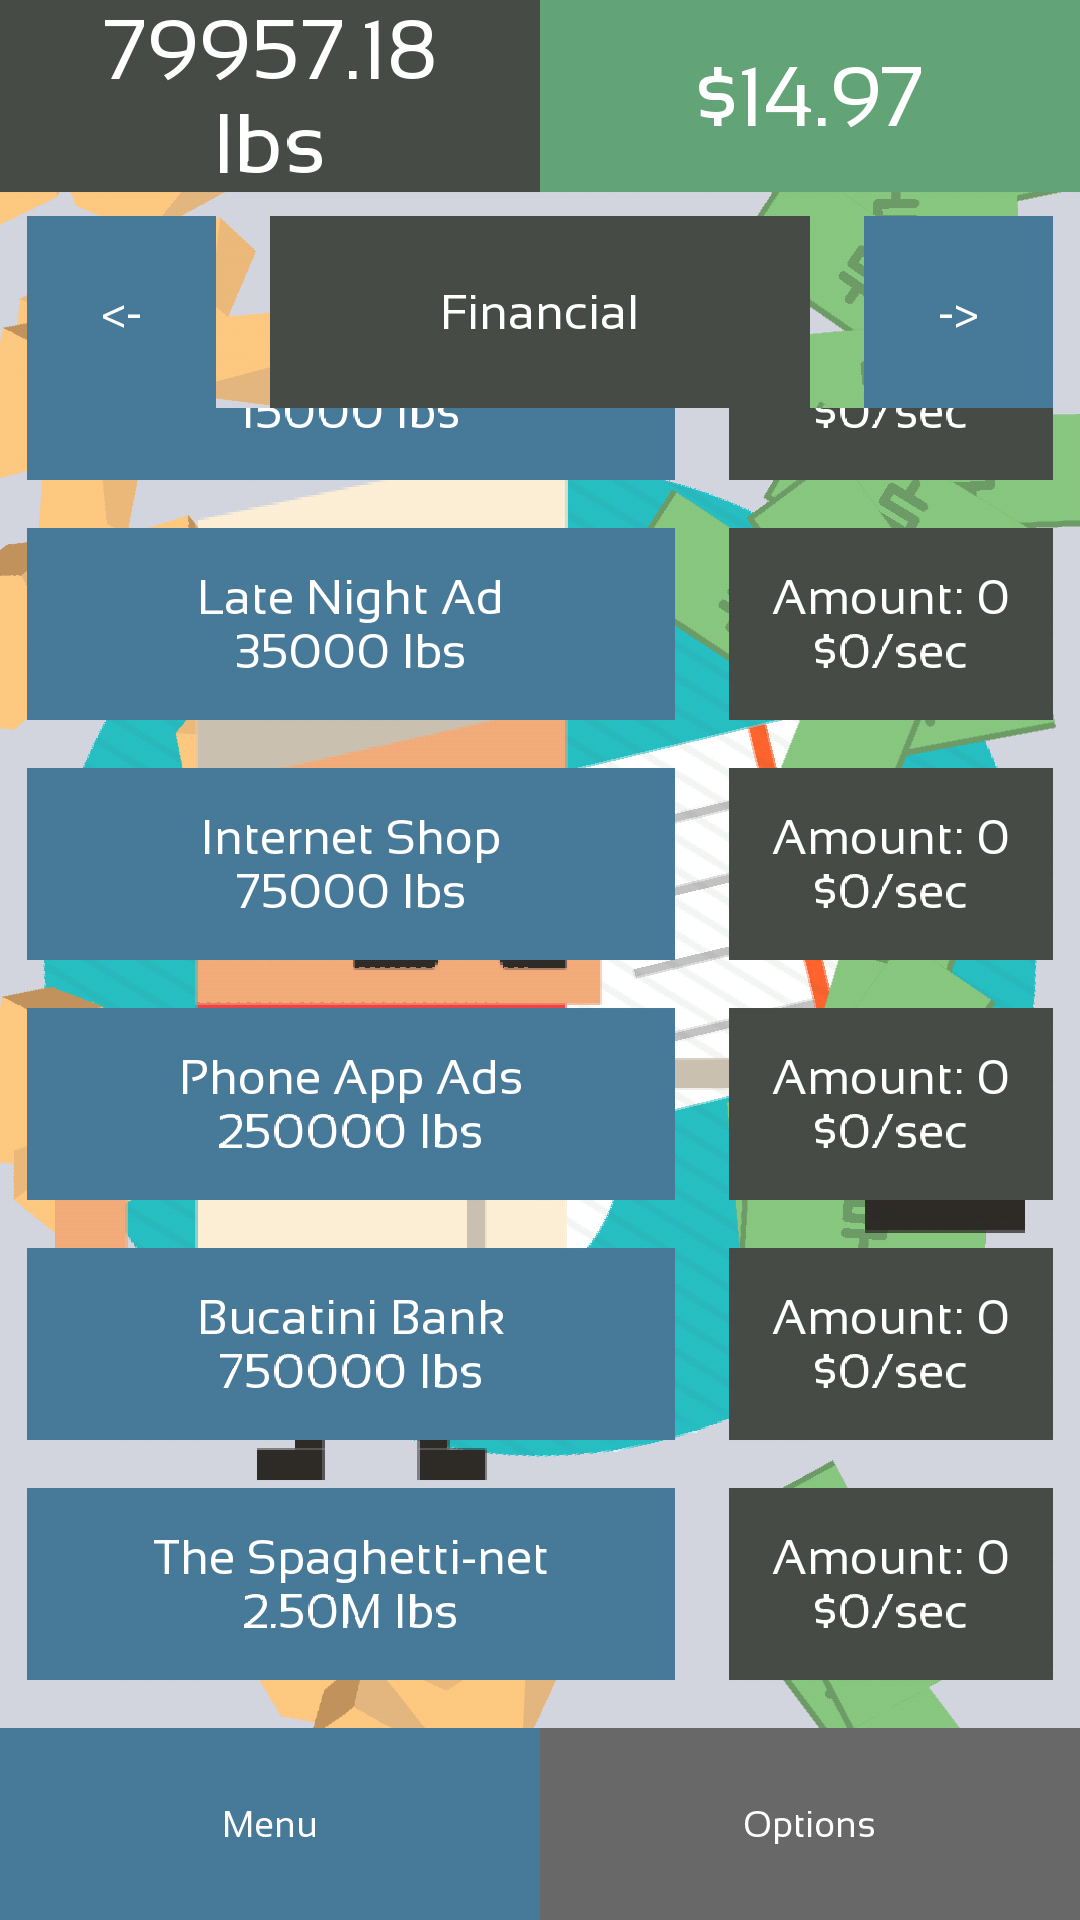 79957.18
lbs
$14.97
<-
Financial
->
15000 lbs
$0/sec
Late Night Ad
35000 lbs
Amount: 0
$0/sec
Internet Shop
75000 lbs
Amount: 0
$0/sec
Phone App Ads
250000 lbs
Amount: 0
$0/sec
Bucatini Bank
750000 lbs
Amount: 0
$0/sec
The Spaghetti-net
2.50M lbs
Amount: 0
$0/sec
Menu
Options